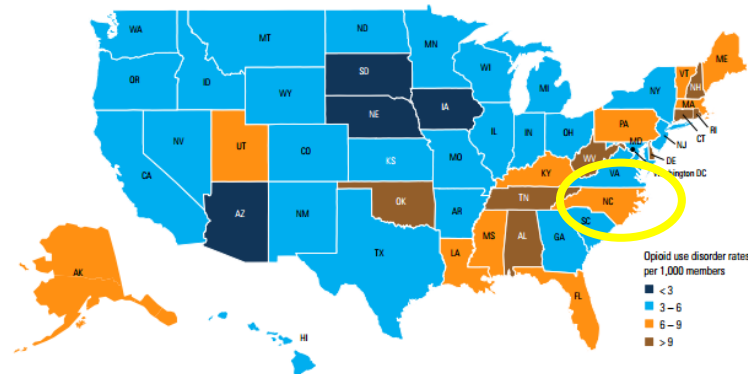 WA
MT
ND
MN
ME
VT
NH
OR
ID
SD
WI
NY
MA
WY
MI
RI
CT
NE
IA
PA
NJ
NV
UT
CO
IL
IN
OH
MD
DE
Washington DC
CA
KS
MO
WV
VA
KY
AZ
NM
OK
AR
TN
NC
SC
TX
LA
MS
AL
GA
FL
AK
HI
Opioid use disorder rates
per 1,000 members
< 3
3 – 6
6 – 9
> 9